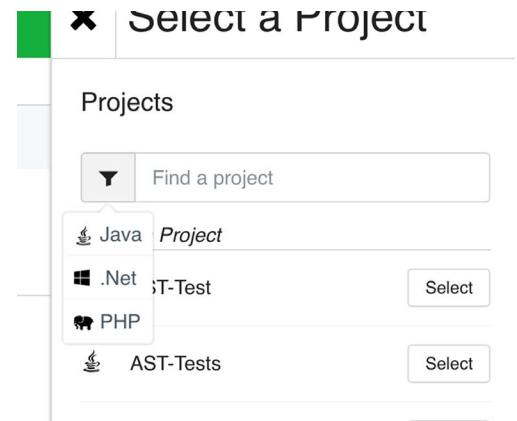 Select a Project
Projects
Find a project
Java
Project
.Net
ST-Test
Select
PHP
AST-Tests
Select